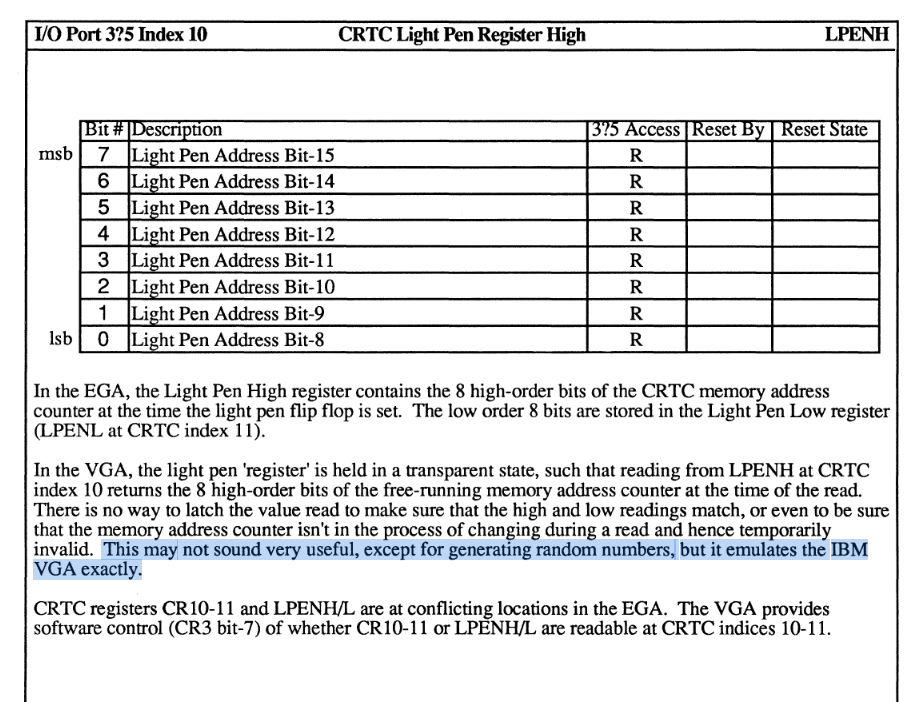 I/O Port 3?5 Index 10 CRTC Light Pen Register High LPENH
Bit # Description 3?5 Access Reset By Reset State
msb 7 Light Pen Address Bit-15 R
6 Light Pen Address Bit-14 R
5 Light Pen Address Bit-13 R
4 Light Pen Address Bit-12 R
3 Light Pen Address Bit-11 R
2 Light Pen Address Bit-10 R
1 Light Pen Address Bit-9 R
lsb 0 Light Pen Address Bit-8 R
In the EGA, the Light Pen High register contains the 8 high-order bits of the CRTC memory address
counter at the time the light pen flip flop is set. The low order 8 bits are stored in the Light Pen Low register
(LPENL at CRTC index 11).
In the VGA, the light pen 'register' is held in a transparent state, such that reading from LPENH at CRTC
index 10 returns the 8 high-order bits of the free-running memory address counter at the time of the read.
There is no way to latch the value read to make sure that the high and low readings match, or even to be sure
that the memory address counter isn't in the process of changing during a read and hence temporarily
invalid. This may not sound very useful, except for generating random numbers, but it emulates the IBM
VGA exactly.
CRTC registers CR10-11 and LPENH/L are at conflicting locations in the EGA. The VGA provides
software control (CR3 bit-7) of whether CR10-11 or LPENH/L are readable at CRTC indices 10-11.